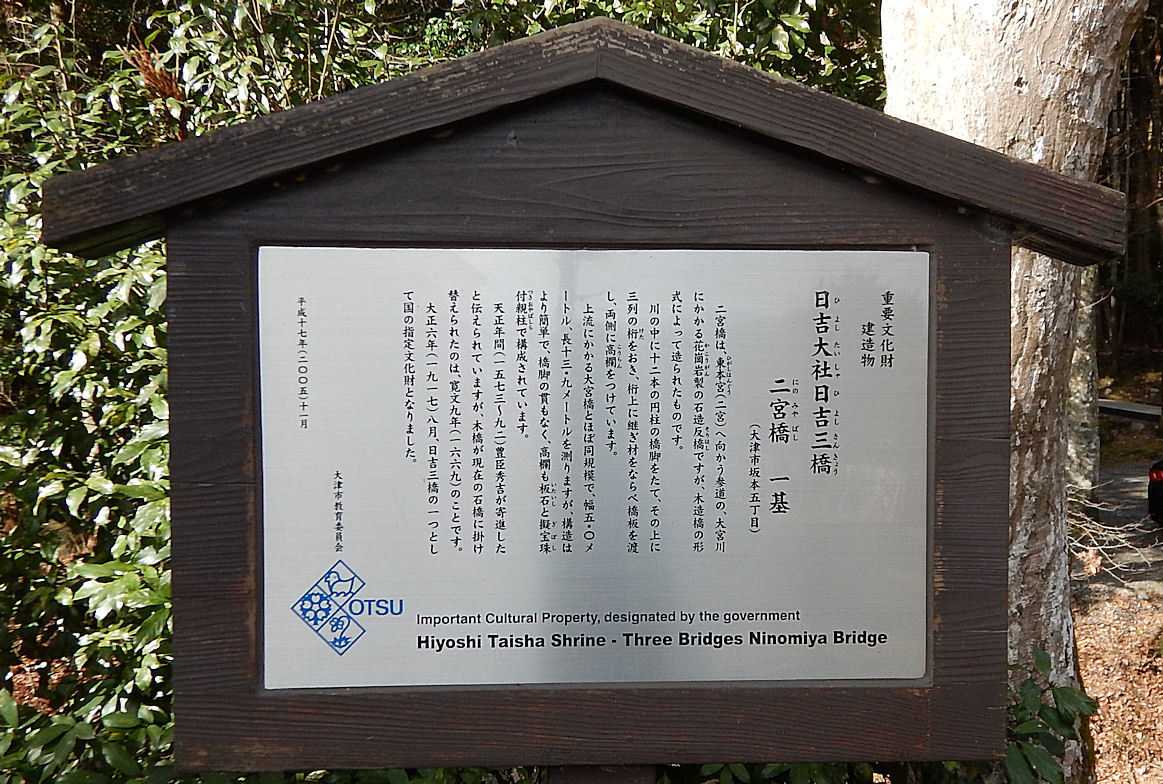 重要文化財
建造物
日吉大社日吉三橋
二宮橋 一基
(大津市坂本五丁目)
二宮橋は、東本宮(二宮)へ向かう参道の、大宮川
にかかる花崗岩製の石造反橋ですが、木造橋の形
式によって造られたものです。
川の中に十二本の円柱の橋脚をたて、その上に
三列の桁をおき、桁上に継ぎ材をならべ橋板を渡
し、両側に高欄をつけています。
上流にかかる大宮橋とほぼ同規模で、幅五・〇メ
ートル、長十三・九メートルを測りますが、構造は
より簡単で、橋脚の貫もなく、高欄も板石と擬宝珠
付親柱で構成されています。
天正年間(一五七三〜九二)豊臣秀吉が寄進した
と伝えられていますが、木橋が現在の石橋に掛け
替えられたのは、寛文九年(一六六九)のことです。
大正六年(一九一七)八月、日吉三橋の一つとし
て国の指定文化財となりました。
平成十七年(二〇〇五)十一月
大津市教育委員会
OTSU
Important Cultural Property, designated by the government
Hiyoshi Taisha Shrine - Three Bridges Ninomiya Bridge